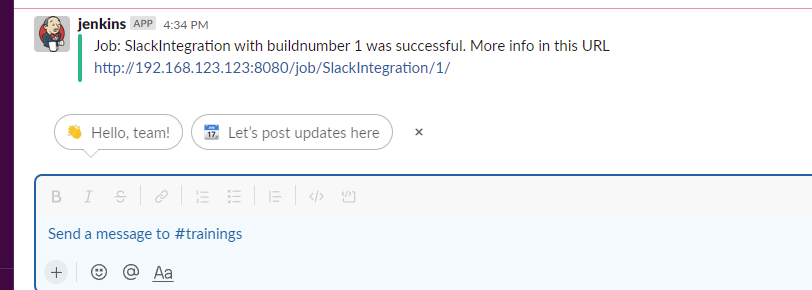 jenkins APP 4:34 PM
Job: SlackIntegration with buildnumber 1 was successful. More info in this URL
http://192.168.123.123:8080/job/SlackIntegration/1/
Hello, team! Let's post updates here ×
B I S
Send a message to #trainings
+ @ Aa